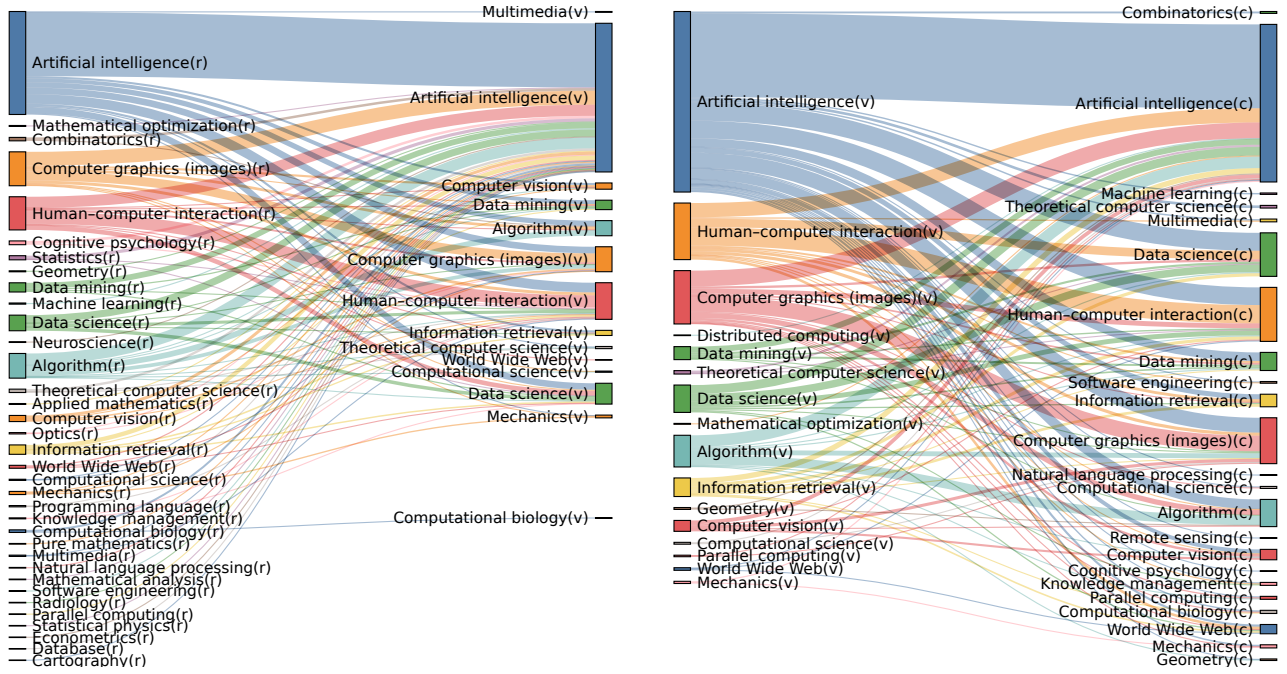 Artificial intelligence(r)
Mathematical optimization(r)
Combinatorics(r)
Computer graphics (images)(r)
Human–computer interaction(r)
Cognitive psychology(r)
Statistics(r)
Geometry(r)
Data mining(r)
Machine learning(r)
Data science(r)
Neuroscience(r)
Algorithm(r)
Theoretical computer science(r)
Applied mathematics(r)
Computer vision(r)
Optics(r)
Information retrieval(r)
World Wide Web(r)
Computational science(r)
Mechanics(r)
Programming language(r)
Knowledge management(r)
Computational biology(r)
Pure mathematics(r)
Multimedia(r)
Natural language processing(r)
Mathematical analysis(r)
Software engineering(r)
Radiology(r)
Parallel computing(r)
Statistical physics(r)
Econometrics(r)
Database(r)
Cartography(r)
Multimedia(v)
Artificial intelligence(v)
Computer vision(v)
Data mining(v)
Algorithm(v)
Computer graphics (images)(v)
Human–computer interaction(v)
Information retrieval(v)
Theoretical computer science(v)
World Wide Web(v)
Computational science(v)
Data science(v)
Mechanics(v)
Computational biology(v)
Artificial intelligence(v)
Human–computer interaction(v)
Computer graphics (images)(v)
Distributed computing(v)
Data mining(v)
Theoretical computer science(v)
Data science(v)
Mathematical optimization(v)
Algorithm(v)
Information retrieval(v)
Geometry(v)
Computer vision(v)
Computational science(v)
Parallel computing(v)
World Wide Web(v)
Mechanics(v)
Combinatorics(c)
Artificial intelligence(c)
Machine learning(c)
Theoretical computer science(c)
Multimedia(c)
Data science(c)
Human–computer interaction(c)
Data mining(c)
Software engineering(c)
Information retrieval(c)
Computer graphics (images)(c)
Natural language processing(c)
Computational science(c)
Algorithm(c)
Remote sensing(c)
Computer vision(c)
Cognitive psychology(c)
Knowledge management(c)
Parallel computing(c)
Computational biology(c)
World Wide Web(c)
Mechanics(c)
Geometry(c)